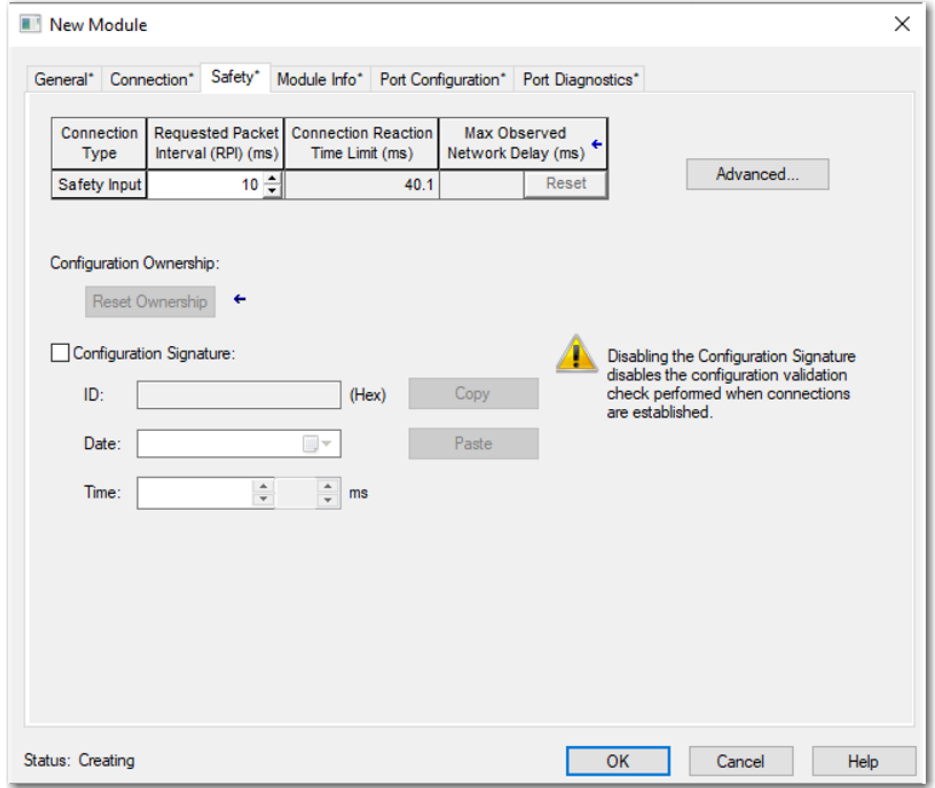 New Module
General* Connection* Safety* Module Info* Port Configuration* Port Diagnostics*
Connection Type
Requested Packet Interval (RPI) (ms)
Connection Reaction Time Limit (ms)
Max Observed Network Delay (ms)
Safety Input 10 40.1 Reset
Advanced...
Configuration Ownership:
Reset Ownership
Configuration Signature:
ID: (Hex) Copy
Date: Paste
Time: ms
Disabling the Configuration Signature
disables the configuration validation
check performed when connections
are established.
Status: Creating OK Cancel Help